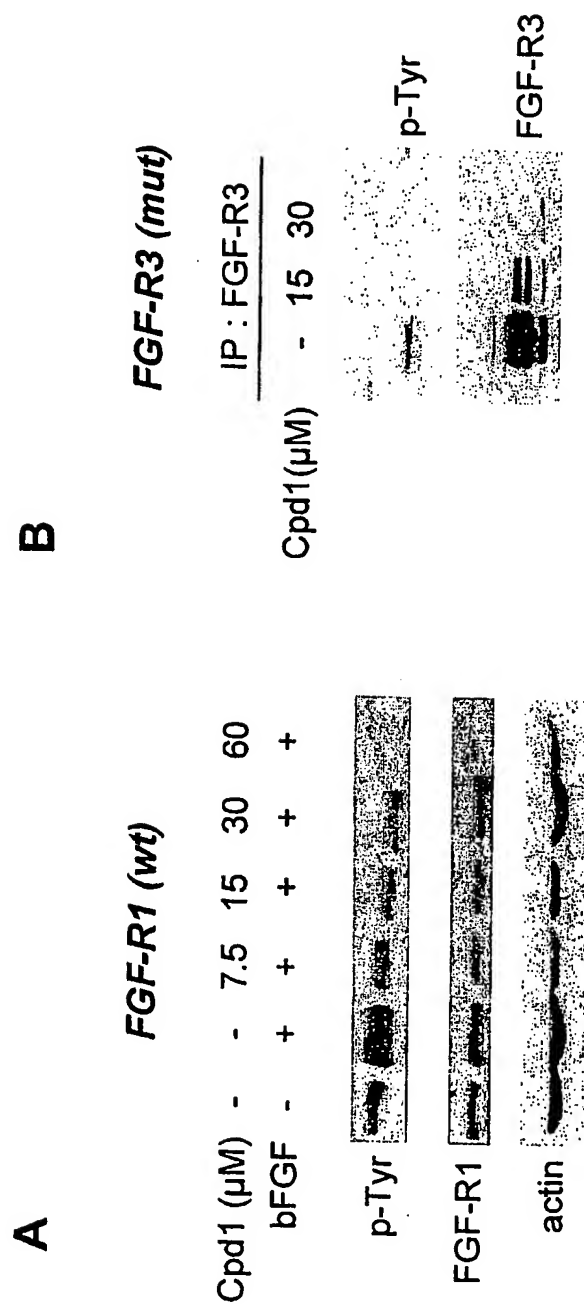 A
FGF-R1 (wt)
Cpd1 (µM) - - 7.5 15 30 60
bFGF - + + + + +
p-Tyr
FGF-R1
actin
B
FGF-R3 (mut)
IP : FGF-R3
Cpd1(µM) - 15 30
p-Tyr
FGF-R3